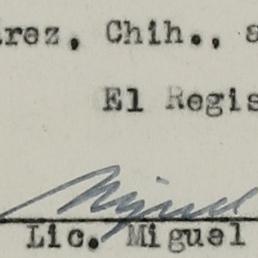 rez, Chih., a
El Regis
Miguel
Lic. Miguel